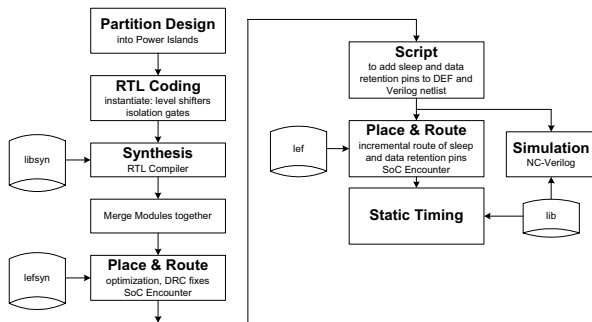 Partition Design
into Power Islands
RTL Coding
instantiate: level shifters
isolation gates
libsyn
Synthesis
RTL Compiler
Merge Modules together
lefsyn
Place & Route
optimization, DRC fixes
SoC Encounter
Script
to add sleep and data
retention pins to DEF and
Verilog netlist
lef
Place & Route
incremental route of sleep
and data retention pins
SoC Encounter
Simulation
NC-Verilog
Static Timing
lib